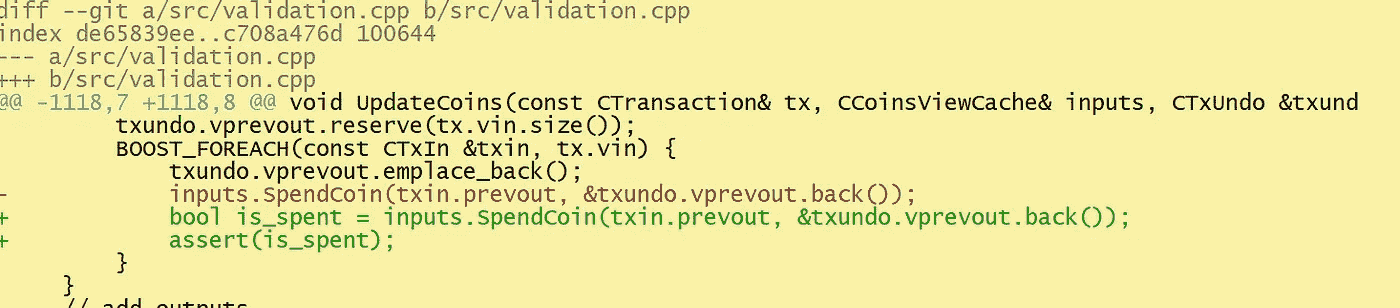 diff --git a/src/validation.cpp b/src/validation.cpp
index de65839ee..c708a476d 100644
--- a/src/validation.cpp
+++ b/src/validation.cpp
@@ -1118,7 +1118,8 @@ void UpdateCoins(const CTransaction& tx, CCoinsViewCache& inputs, CTxUndo &txund
txundo.vprevout.reserve(tx.vin.size());
BOOST_FOREACH(const CTxIn &txin, tx.vin) {
txundo.vprevout.emplace_back();
- inputs.SpendCoin(txin.prevout, &txundo.vprevout.back());
+ bool is_spent = inputs.SpendCoin(txin.prevout, &txundo.vprevout.back());
+ assert(is_spent);
}
}
// add outputs